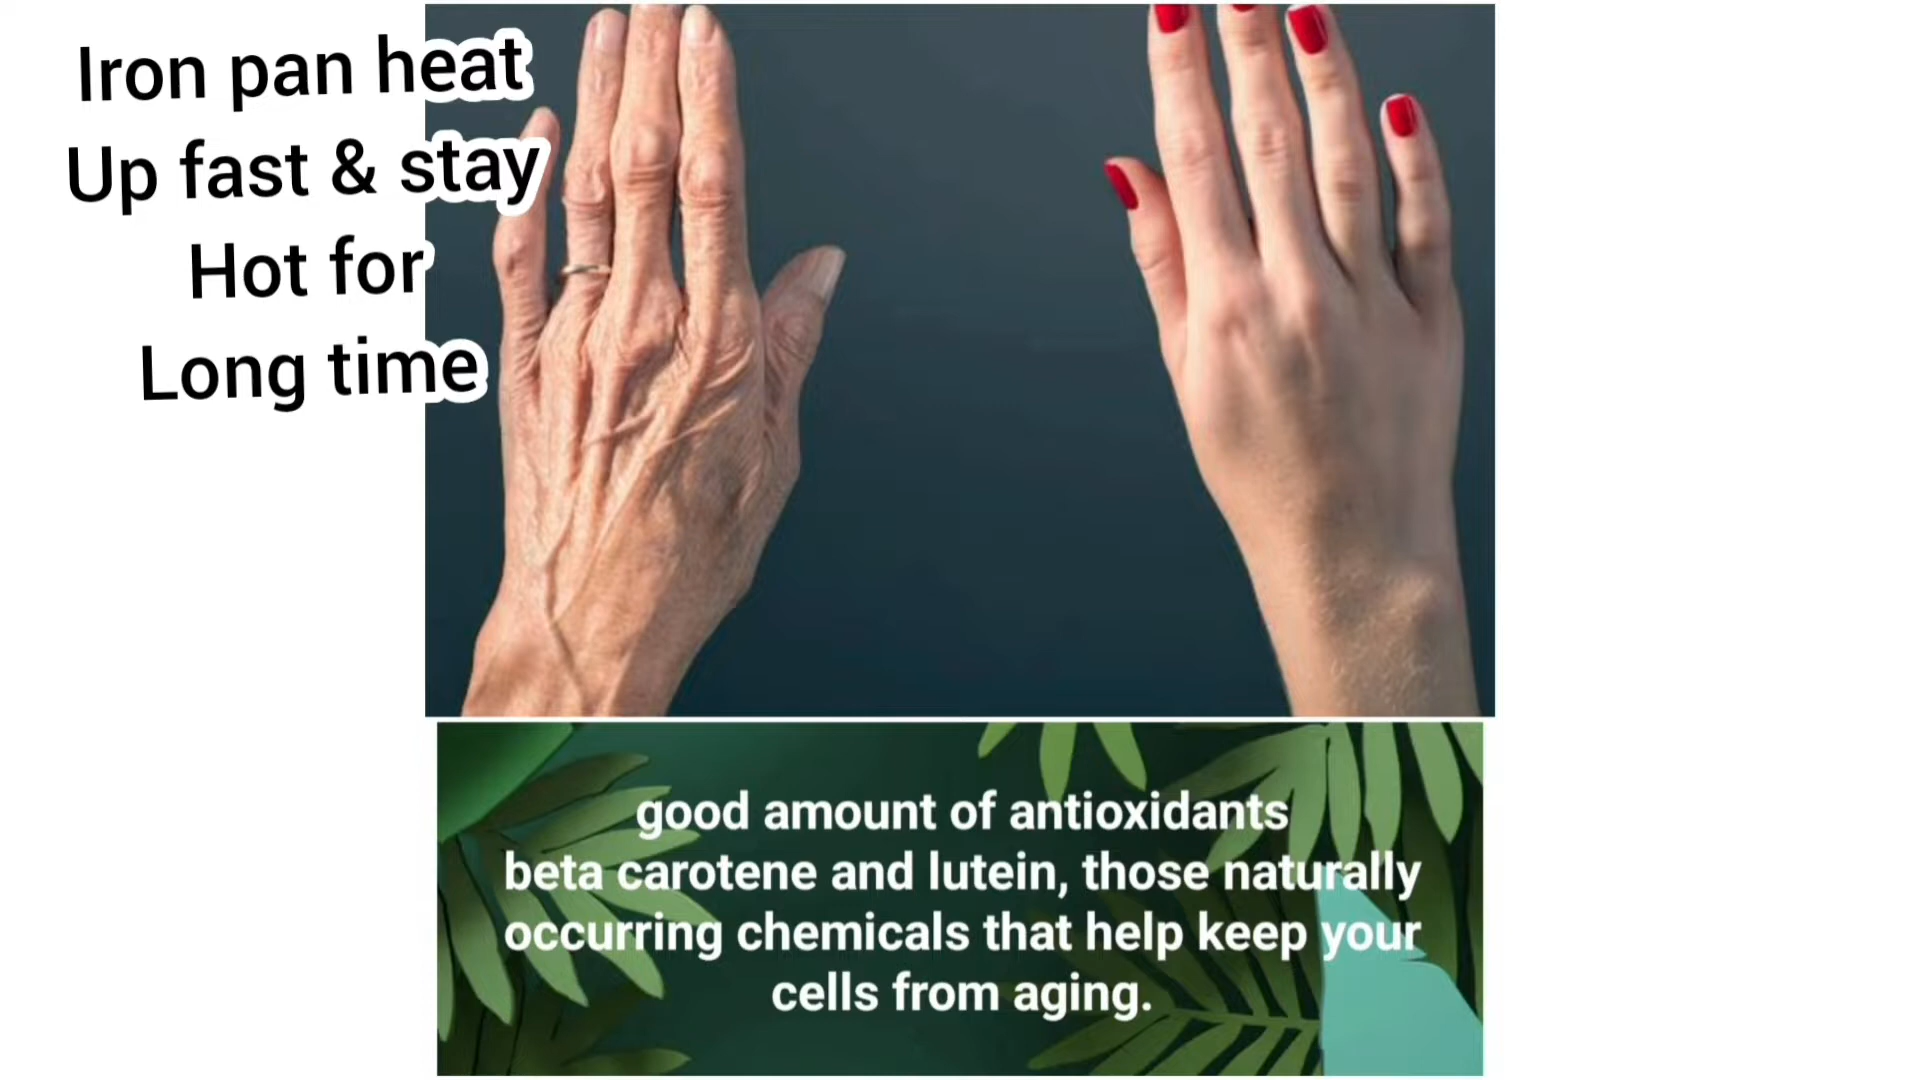 Iron pan heat
Up fast & stay
Hot for
Long time
good amount of antioxidants
beta carotene and lutein, those naturally
occurring chemicals that help keep your
cells from aging.